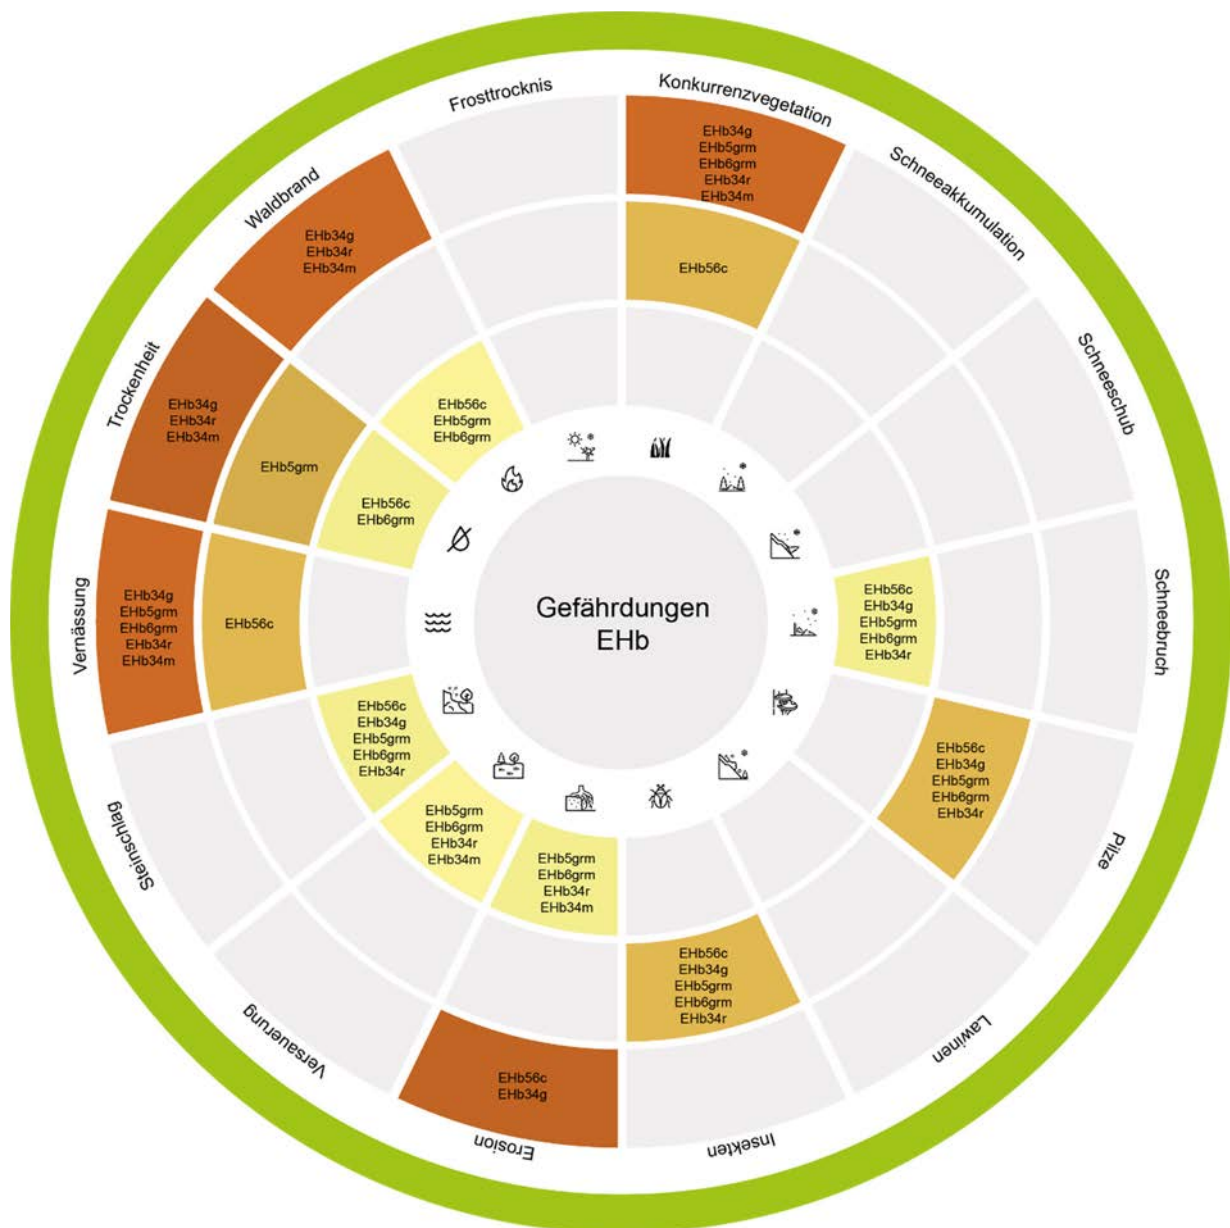 Frosttrocknis
Konkurrenzvegetation
EHb34g
EHb5grm
EHb6grm
EHb34r
EHb34m
EHb56c
Schneeakkumulation
Schneeschub
Schneebruch
EHb56c
EHb34g
EHb5grm
EHb6grm
EHb34r
Pilze
EHb56c
EHb34g
EHb5grm
EHb6grm
EHb34r
Lawinen
Insekten
EHb56c
EHb34g
EHb5grm
EHb6grm
EHb34r
Erosion
EHb56c
EHb34g
EHb5grm
EHb6grm
EHb34r
EHb34m
Versauerung
EHb5grm
EHb6grm
EHb34r
EHb34m
Steinschlag
EHb56c
EHb34g
EHb5grm
EHb6grm
EHb34r
Vernässung
EHb34g
EHb5grm
EHb6grm
EHb34r
EHb34m
EHb56c
Trockenheit
EHb34g
EHb34r
EHb34m
EHb5grm
EHb56c
EHb6grm
Waldbrand
EHb34g
EHb34r
EHb34m
EHb56c
EHb5grm
EHb6grm
Gefährdungen
EHb